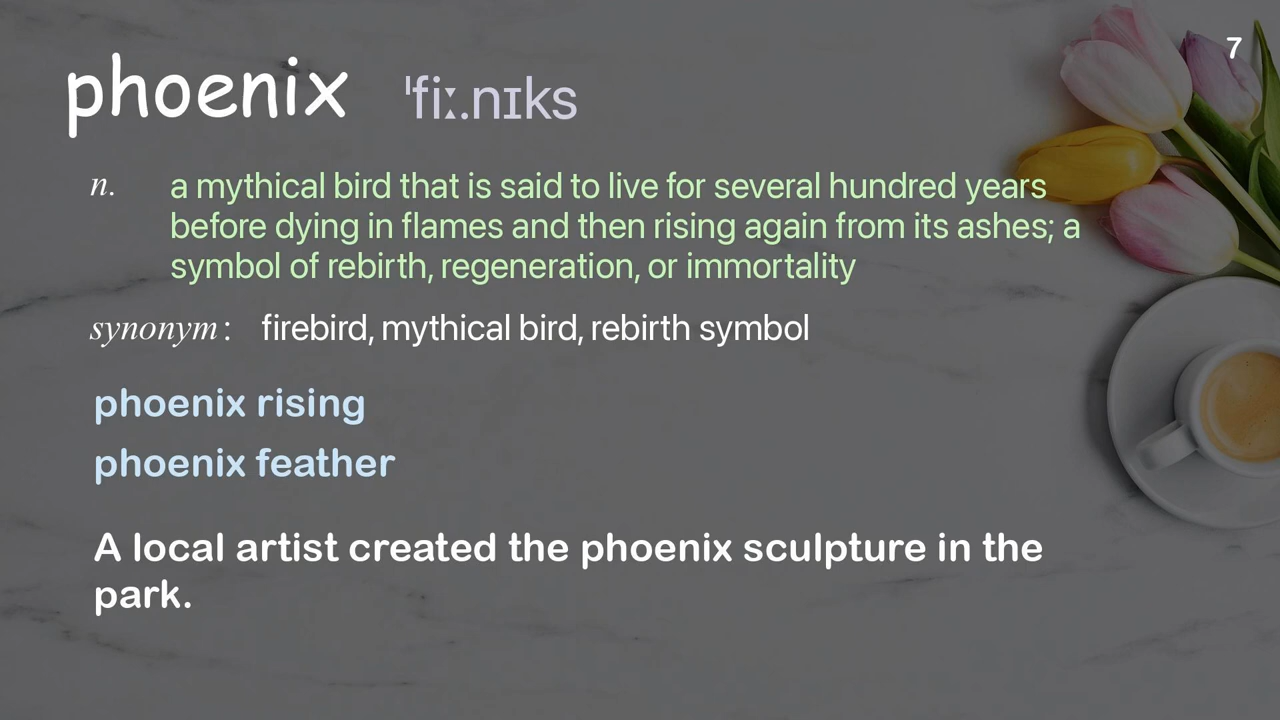 7
phoenix ˈfiː.nɪks
n. a mythical bird that is said to live for several hundred years
before dying in flames and then rising again from its ashes; a
symbol of rebirth, regeneration, or immortality
synonym: firebird, mythical bird, rebirth symbol
phoenix rising
phoenix feather
A local artist created the phoenix sculpture in the
park.